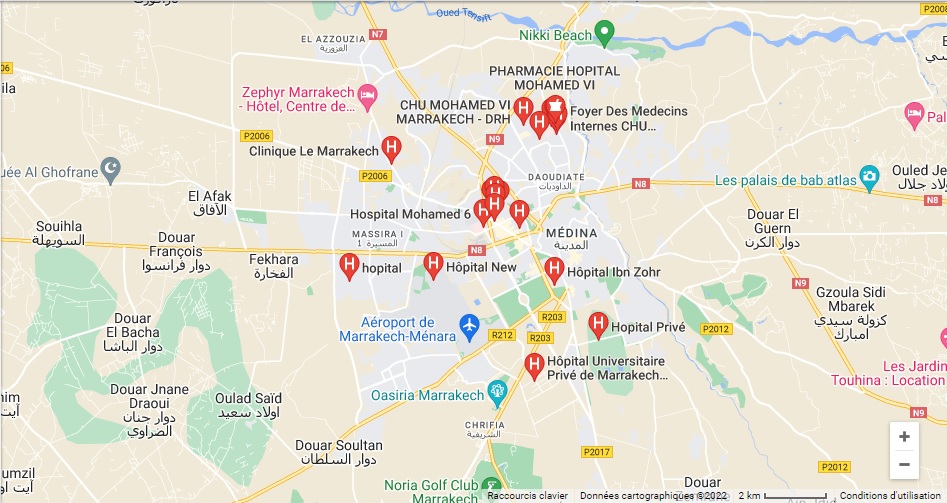 Oued Tensift
P2008
EL AZZOUZIA
العزوزية
N7
Nikki Beach
PHARMACIE HOPITAL
MOHAMED VI
Zephyr Marrakech
- Hôtel, Centre de...
CHU MOHAMED VI
MARRAKECH - DRH
Foyer Des Medecins
Internes CHU...
P2006
N9
Clinique Le Marrakech
P2006
uée Al Ghofrane
DAOUDIATE
الداوديات
N8
Les palais de bab atlas
Ouled Je
ولاد جلال
El Afak
الآفاق
Hospital Mohamed 6
Souihla
السويهلة
Douar
François
دوار فرانسوا
MASSIRA I
المسيرة 1
N8
MÉDINA
المدينة
Douar El
Guern
دوار الكرن
Fekhara
الفخارة
hopital
Hôpital New
Hôpital Ibn Zohr
N9
Gzoula Sidi
Mbarek
كزولة سيدي
امبارك
Douar
El Bacha
دوار الباشا
Aéroport de
Marrakech-Ménara
R203
R212
R203
Hopital Privé
P2012
Hôpital Universitaire
Privé de Marrakech...
Les Jardin
Touhina : Location
Douar Jnane
Draoui
دوار جنان
الضراوي
Oulad Saïd
اولاد سعيد
Oasiria Marrakech
N9
CHRIFIA
الشريفية
Douar Soultan
دوار السلطان
P2017
P2012
+
−
umzil
Noria Golf Club
Marrakech
Douar
Raccourcis clavier
Données cartographiques ©2022
2 km
Conditions d'utilisatio